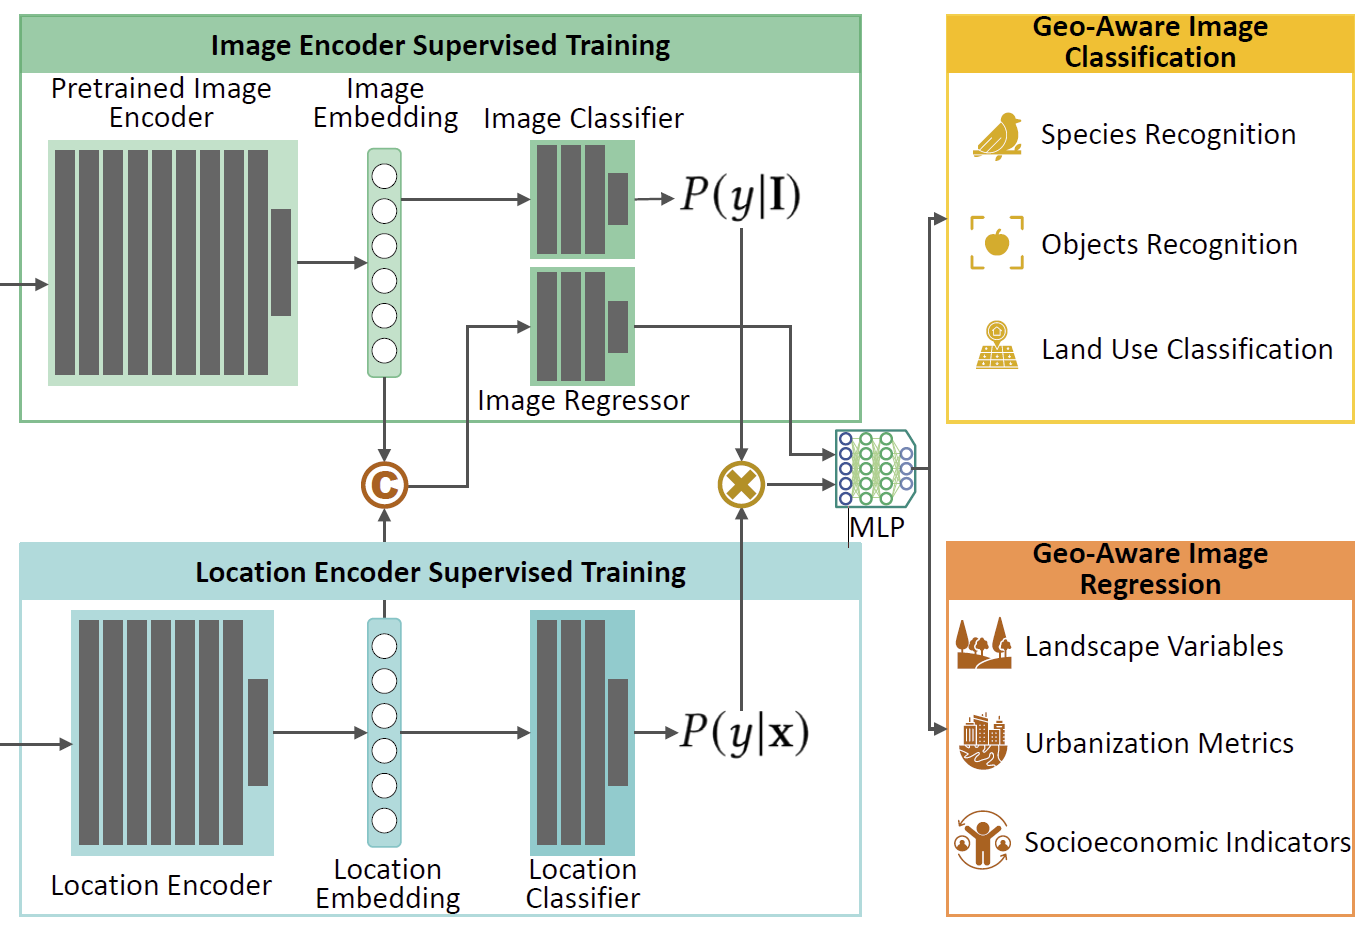 Image Encoder Supervised Training
Pretrained Image
Encoder
Image
Embedding
Image Classifier
P(y|I)
Image Regressor
C
MLP
Location Encoder Supervised Training
Location Encoder
Location
Embedding
Location
Classifier
P(y|x)
Geo-Aware Image
Classification
Species Recognition
Objects Recognition
Land Use Classification
Geo-Aware Image
Regression
Landscape Variables
Urbanization Metrics
Socioeconomic Indicators